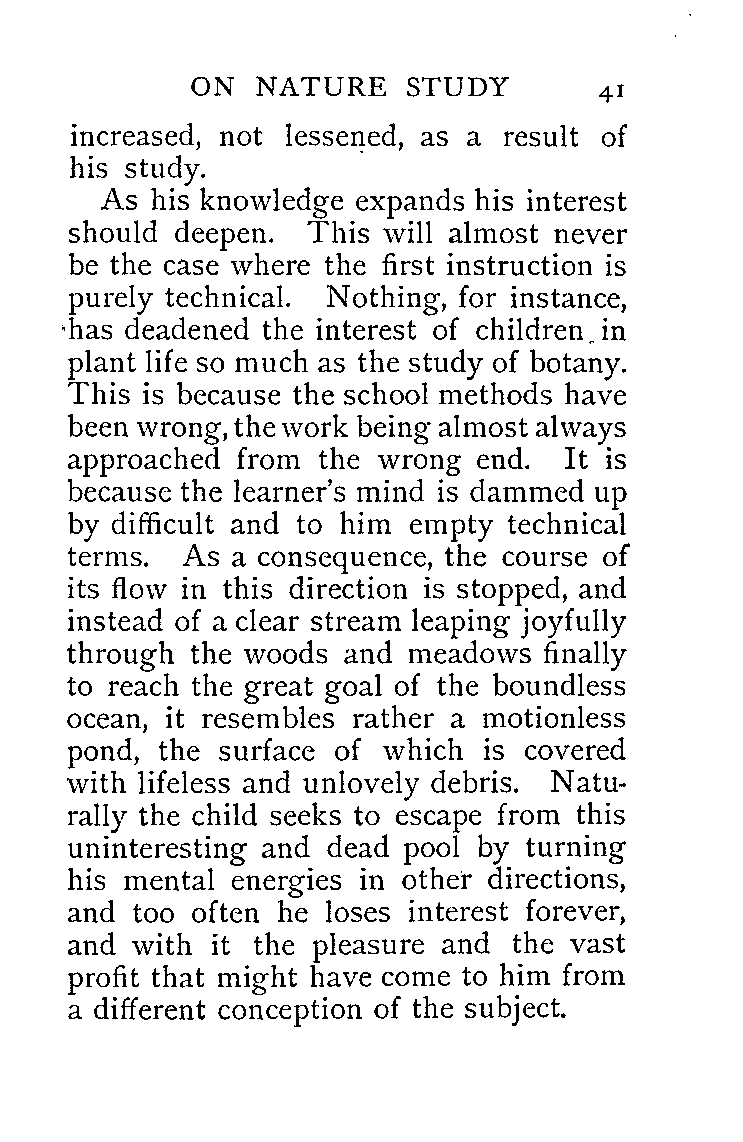 ON NATURE STUDY 41
increased, not lessened, as a result of
his study.
As his knowledge expands his interest
should deepen. This will almost never
be the case where the first instruction is
purely technical. Nothing, for instance,
has deadened the interest of children in
plant life so much as the study of botany.
This is because the school methods have
been wrong, the work being almost always
approached from the wrong end. It is
because the learner's mind is dammed up
by difficult and to him empty technical
terms. As a consequence, the course of
its flow in this direction is stopped, and
instead of a clear stream leaping joyfully
through the woods and meadows finally
to reach the great goal of the boundless
ocean, it resembles rather a motionless
pond, the surface of which is covered
with lifeless and unlovely debris. Natu-
rally the child seeks to escape from this
uninteresting and dead pool by turning
his mental energies in other directions,
and too often he loses interest forever,
and with it the pleasure and the vast
profit that might have come to him from
a different conception of the subject.